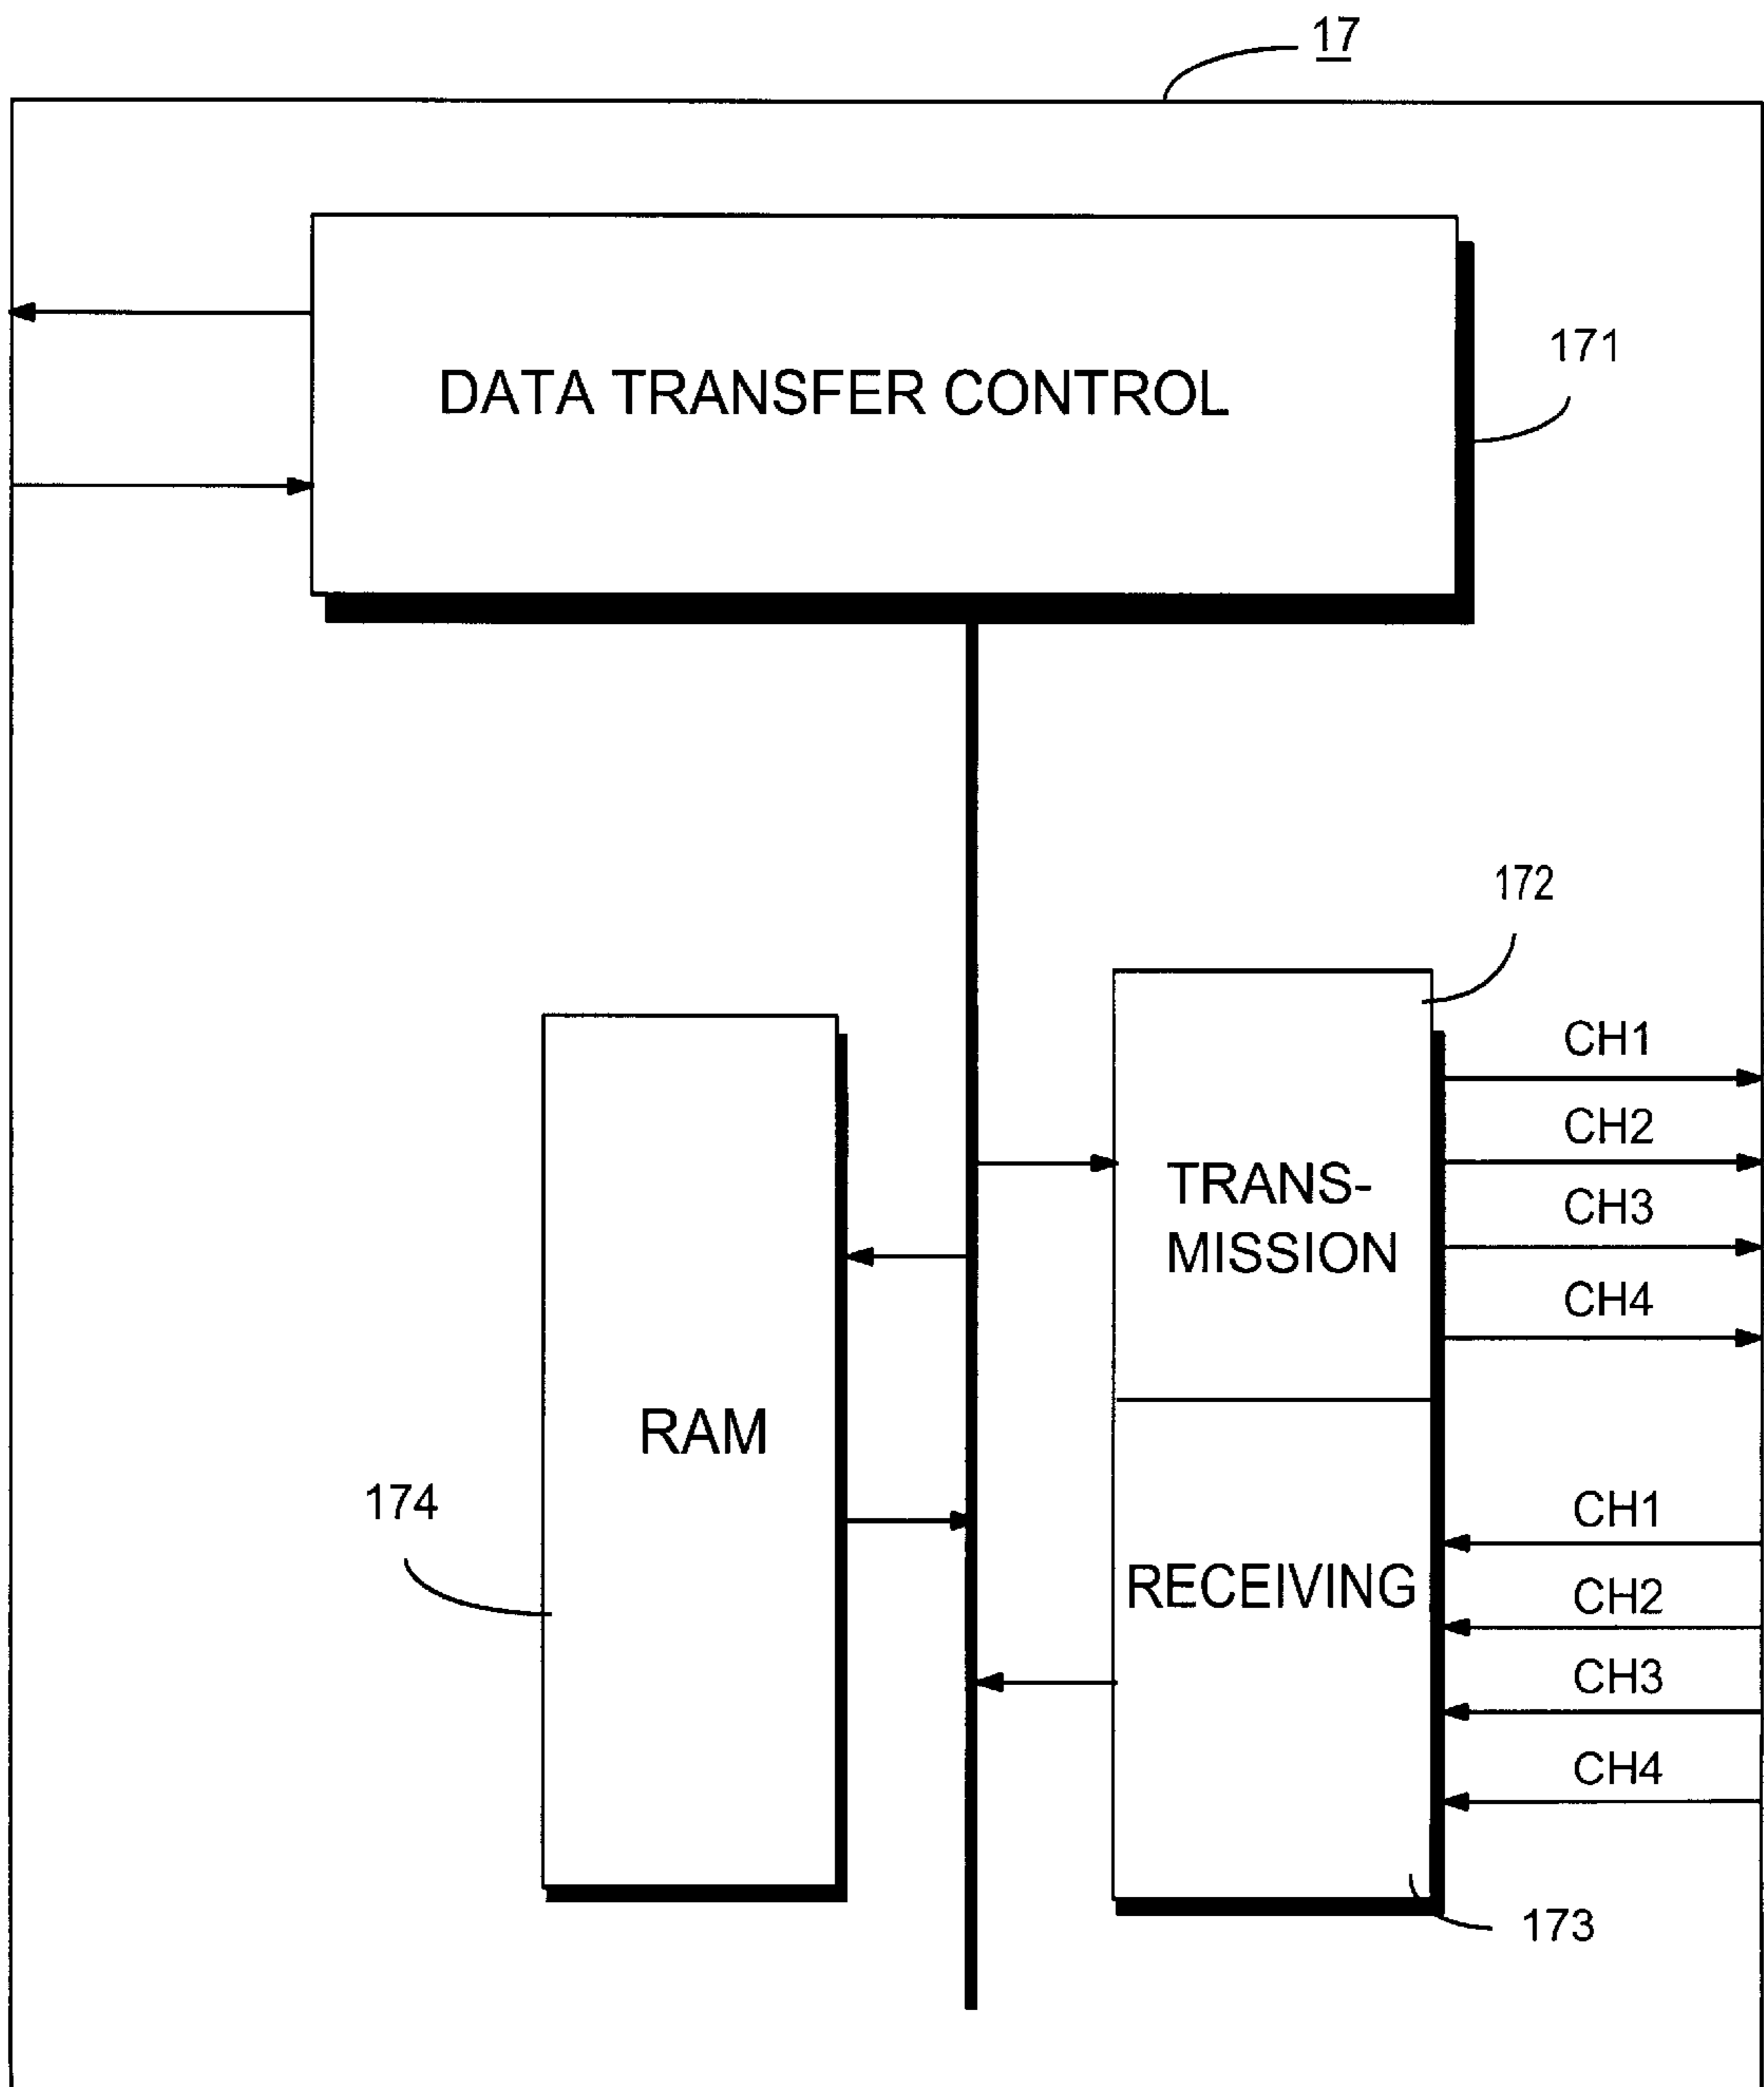 17
DATA TRANSFER CONTROL
171
172
CH1
CH2
TRANS-
MISSION
CH3
CH4
RAM
174
CH1
RECEIVING
CH2
CH3
CH4
173